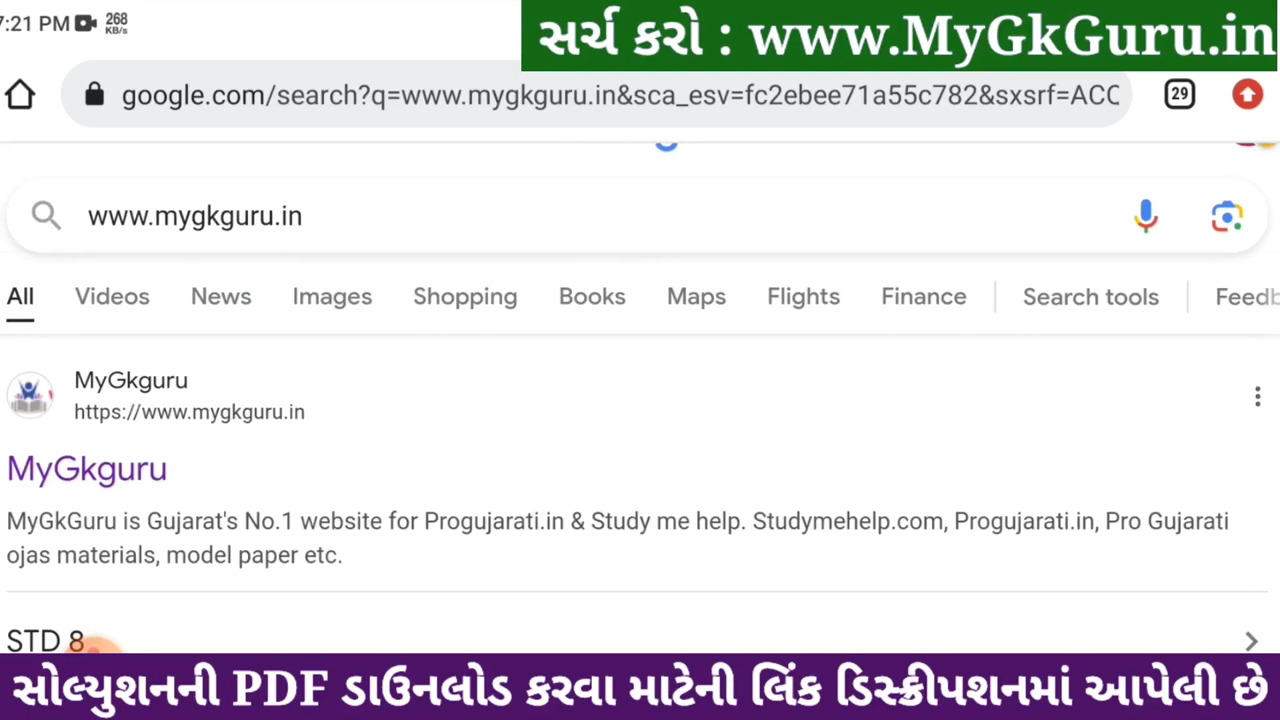 7:21 PM 268 KB/s
સર્ચ કરો : www.MyGkGuru.in
google.com/search?q=www.mygkguru.in&sca_esv=fc2ebee71a55c782&sxsrf=ACC
29
www.mygkguru.in
All Videos News Images Shopping Books Maps Flights Finance Search tools Feedb
MyGkguru
https://www.mygkguru.in
MyGkguru
MyGkGuru is Gujarat's No.1 website for Progujarati.in & Study me help. Studymehelp.com, Progujarati.in, Pro Gujarati
ojas materials, model paper etc.
STD 8
સોલ્યુશનની PDF ડાઉનલોડ કરવા માટેની લિંક ડિસ્ક્રીપશનમાં આપેલી છે